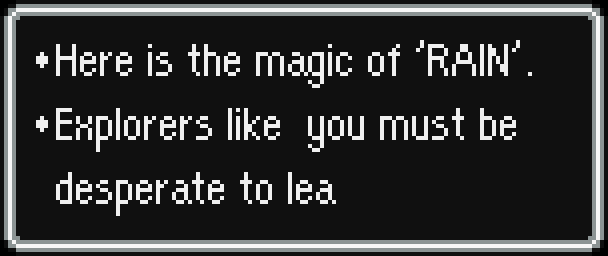 •Here is the magic of ‘RAIN’.
•Explorers like  you must be
desperate to lea